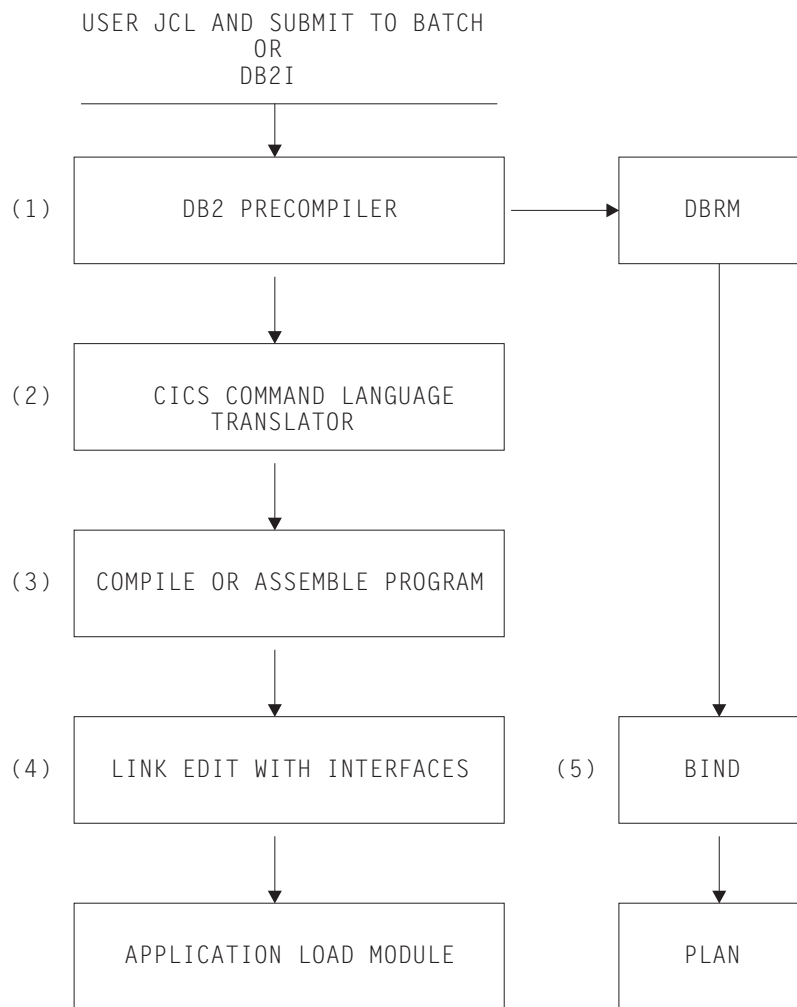 USER JCL AND SUBMIT TO BATCH
OR
DB2I
(1) DB2 PRECOMPILER DBRM
(2) CICS COMMAND LANGUAGE
TRANSLATOR
(3) COMPILE OR ASSEMBLE PROGRAM
(4) LINK EDIT WITH INTERFACES (5) BIND
APPLICATION LOAD MODULE PLAN